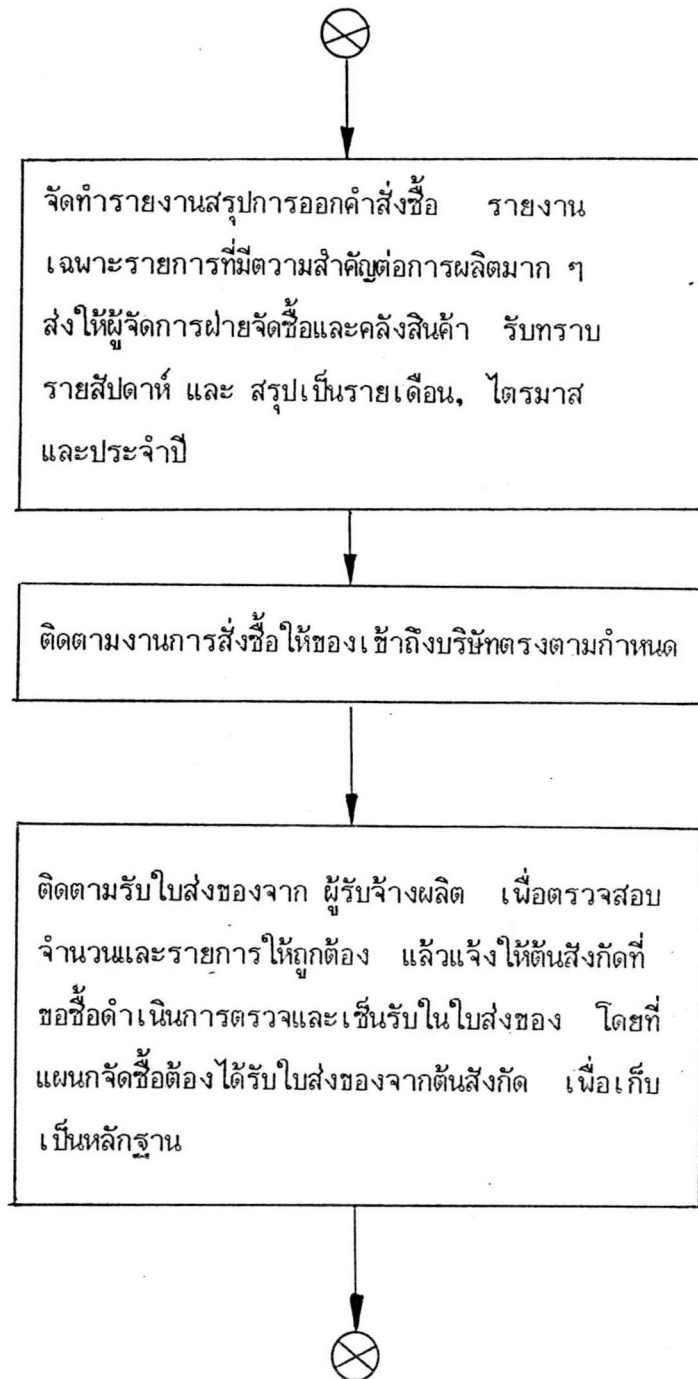 จัดทำรายงานสรุปการออกคำสั่งซื้อ รายงาน
เฉพาะรายการที่มีตวามสำคัญต่อการผลิตมาก ๆ
ส่งให้ผู้จัดการฝ่ายจัดซื้อและคลังสินค้า รับทราบ
รายสัปดาห์ และ สรุปเป็นรายเดือน, ไตรมาส
และประจำปี
ติดตามงานการสั่งซื้อให้ของเข้าถึงบริษัทตรงตามกำหนด
ติดตามรับใบส่งของจาก ผู้รับจ้างผลิต เพื่อตรวจสอบ
จำนวนและรายการให้ถูกต้อง แล้วแจ้งให้ต้นสังกัดที่
ขอซื้อดำเนินการตรวจและเซ็นรับในใบส่งของ โดยที่
แผนกจัดซื้อต้องได้รับใบส่งของจากต้นสังกัด เพื่อเก็บ
เป็นหลักฐาน